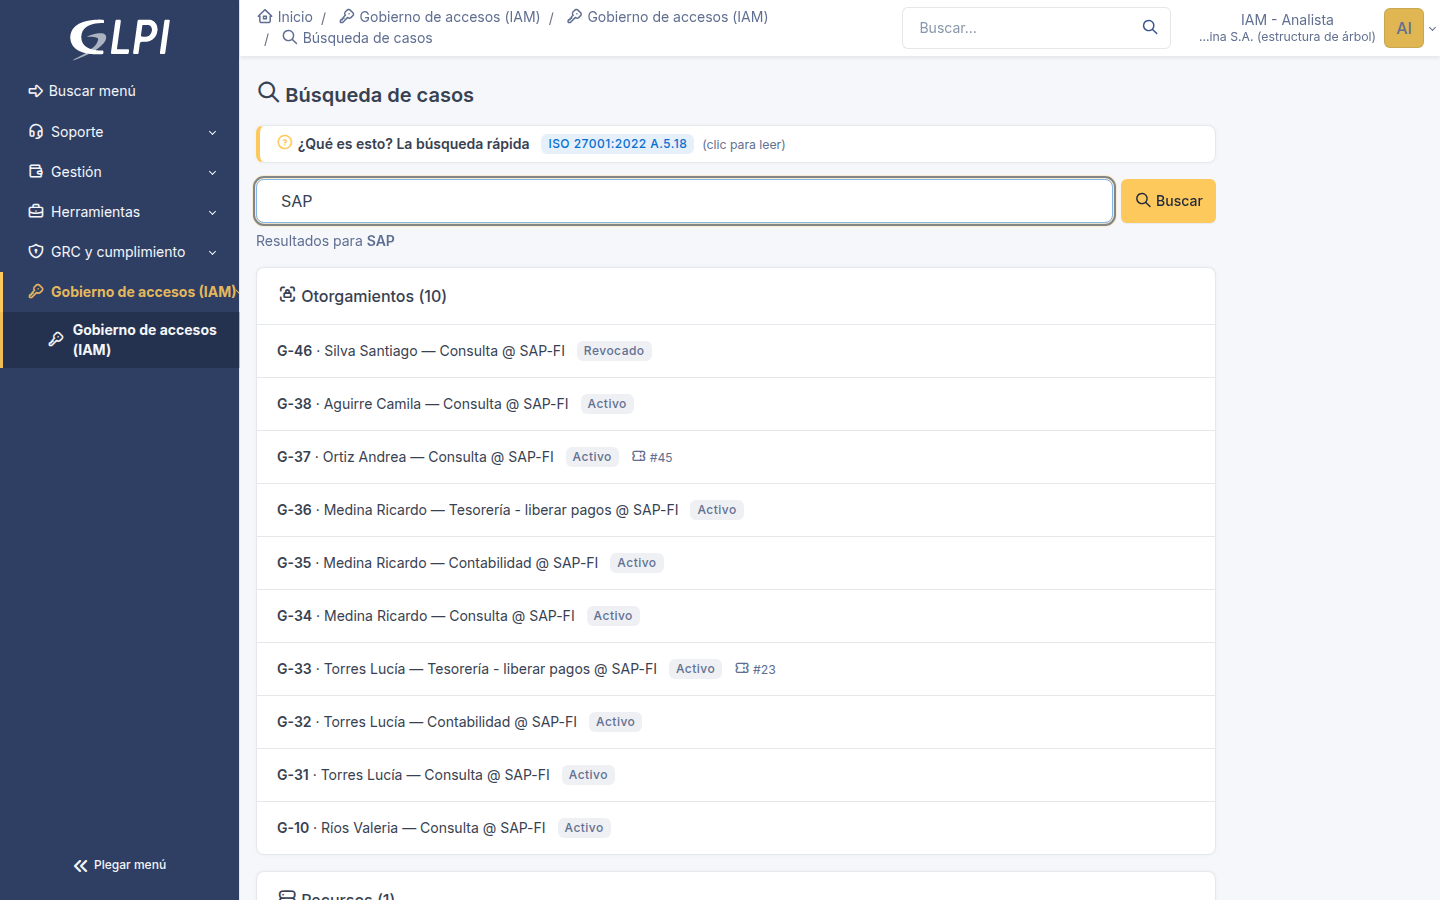 GLPI
Buscar menú
Soporte
Gestión
Herramientas
GRC y cumplimiento
Gobierno de accesos (IAM)
Gobierno de accesos
(IAM)
Plegar menú
Inicio / Gobierno de accesos (IAM) / Gobierno de accesos (IAM)
/ Búsqueda de casos
Buscar...
IAM - Analista
...ina S.A. (estructura de árbol)
AI
Búsqueda de casos
¿Qué es esto? La búsqueda rápida ISO 27001:2022 A.5.18 (clic para leer)
SAP
Buscar
Resultados para SAP
Otorgamientos (10)
G-46 · Silva Santiago — Consulta @ SAP-FI Revocado
G-38 · Aguirre Camila — Consulta @ SAP-FI Activo
G-37 · Ortiz Andrea — Consulta @ SAP-FI Activo #45
G-36 · Medina Ricardo — Tesorería - liberar pagos @ SAP-FI Activo
G-35 · Medina Ricardo — Contabilidad @ SAP-FI Activo
G-34 · Medina Ricardo — Consulta @ SAP-FI Activo
G-33 · Torres Lucía — Tesorería - liberar pagos @ SAP-FI Activo #23
G-32 · Torres Lucía — Contabilidad @ SAP-FI Activo
G-31 · Torres Lucía — Consulta @ SAP-FI Activo
G-10 · Ríos Valeria — Consulta @ SAP-FI Activo
Recursos (1)